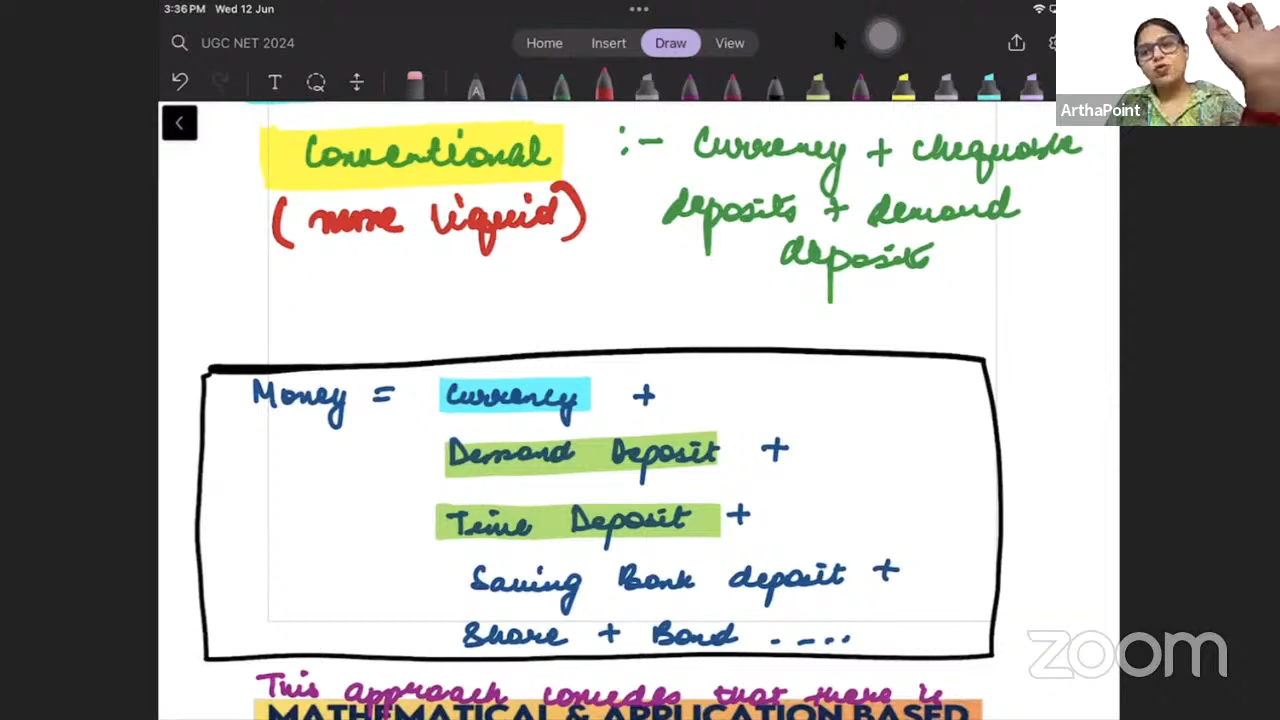 3:36 PM Wed 12 Jun
UGC NET 2024
Home Insert Draw View
ArthaPoint
Conventional :- Currency + chequable
(more liquid) deposits + demand
deposits
Money = Currency +
Demand Deposit +
Time Deposit +
Saving Bank deposit +
Share + Bond .....
This approach concedes that there is
MATHEMATICAL & APPLICATION BASED
zoom